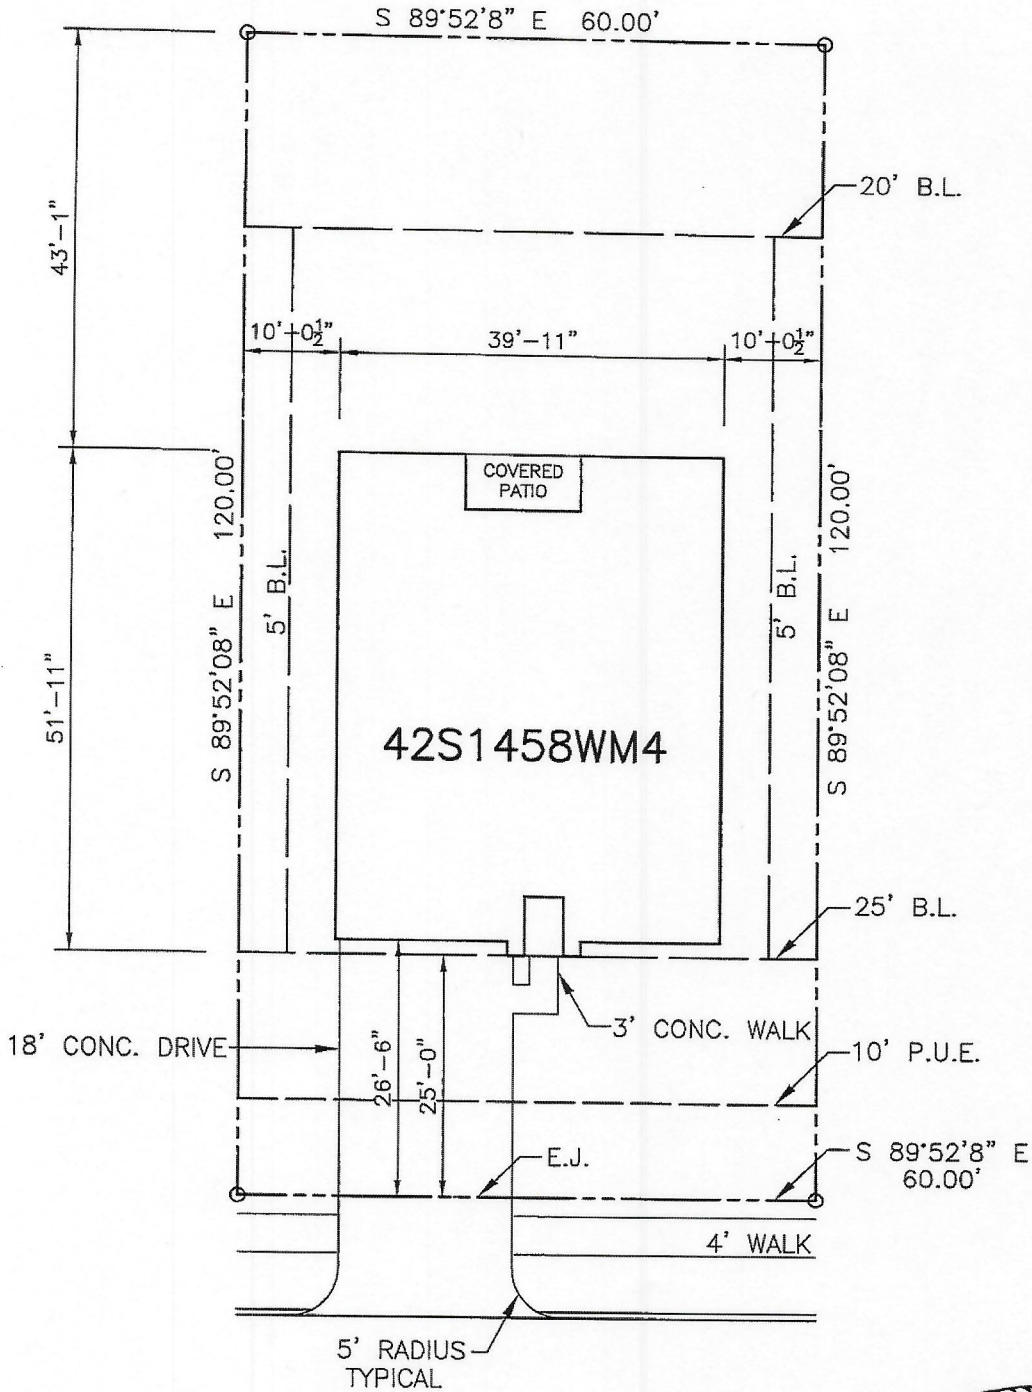 S 89°52'8" E 60.00'
20' B.L.
43'-1"
10'+0½"
39'-11"
10'+0½"
COVERED
PATIO
S 89°52'08" E 120.00'
5' B.L.
5' B.L.
S 89°52'08" E 120.00'
51'-11"
42S1458WM4
25' B.L.
18' CONC. DRIVE
26'-6"
25'-0"
3' CONC. WALK
10' P.U.E.
E.J.
S 89°52'8" E
60.00'
4' WALK
5' RADIUS
TYPICAL